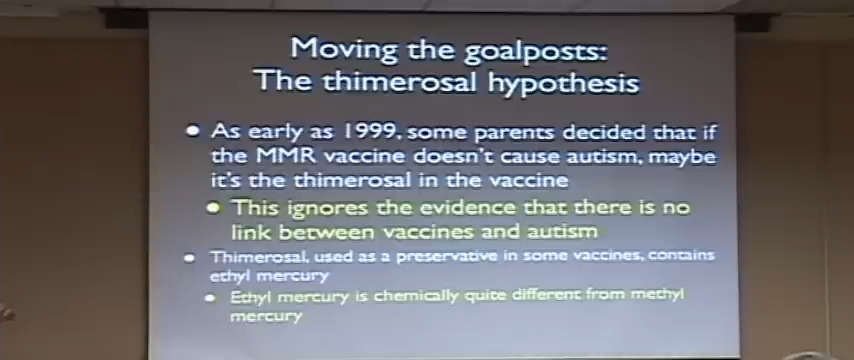 Moving the goalposts:
The thimerosal hypothesis
• As early as 1999, some parents decided that if
the MMR vaccine doesn't cause autism, maybe
it's the thimerosal in the vaccine
• This ignores the evidence that there is no
link between vaccines and autism
• Thimerosal, used as a preservative in some vaccines, contains
ethyl mercury
• Ethyl mercury is chemically quite different from methyl
mercury